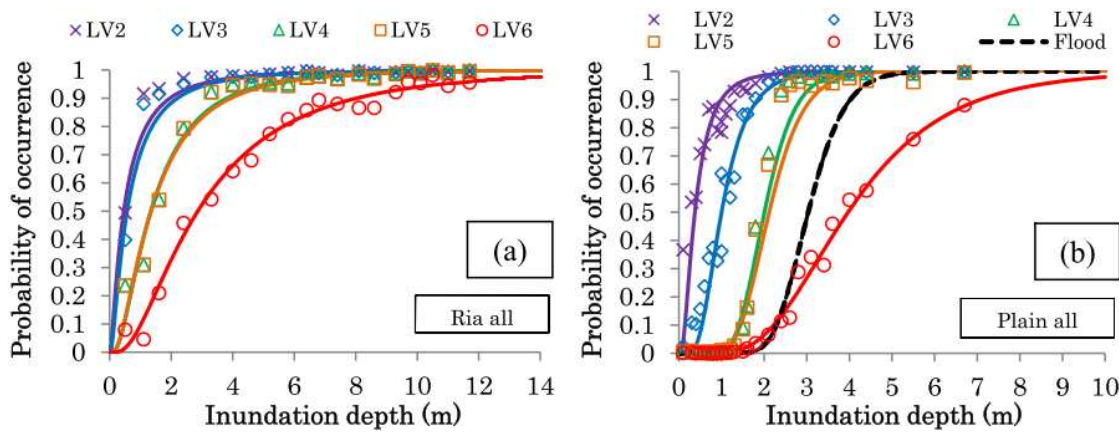 LV2 LV3 LV4 LV5 LV6
Probability of occurrence
1
0.9
0.8
0.7
0.6
0.5
0.4
0.3
0.2
0.1
0
(a)
Ria all
0 2 4 6 8 10 12 14
Inundation depth (m)
LV2 LV3 LV4
LV5 LV6 Flood
Probability of occurrence
1
0.9
0.8
0.7
0.6
0.5
0.4
0.3
0.2
0.1
0
(b)
Plain all
0 1 2 3 4 5 6 7 8 9 10
Inundation depth (m)